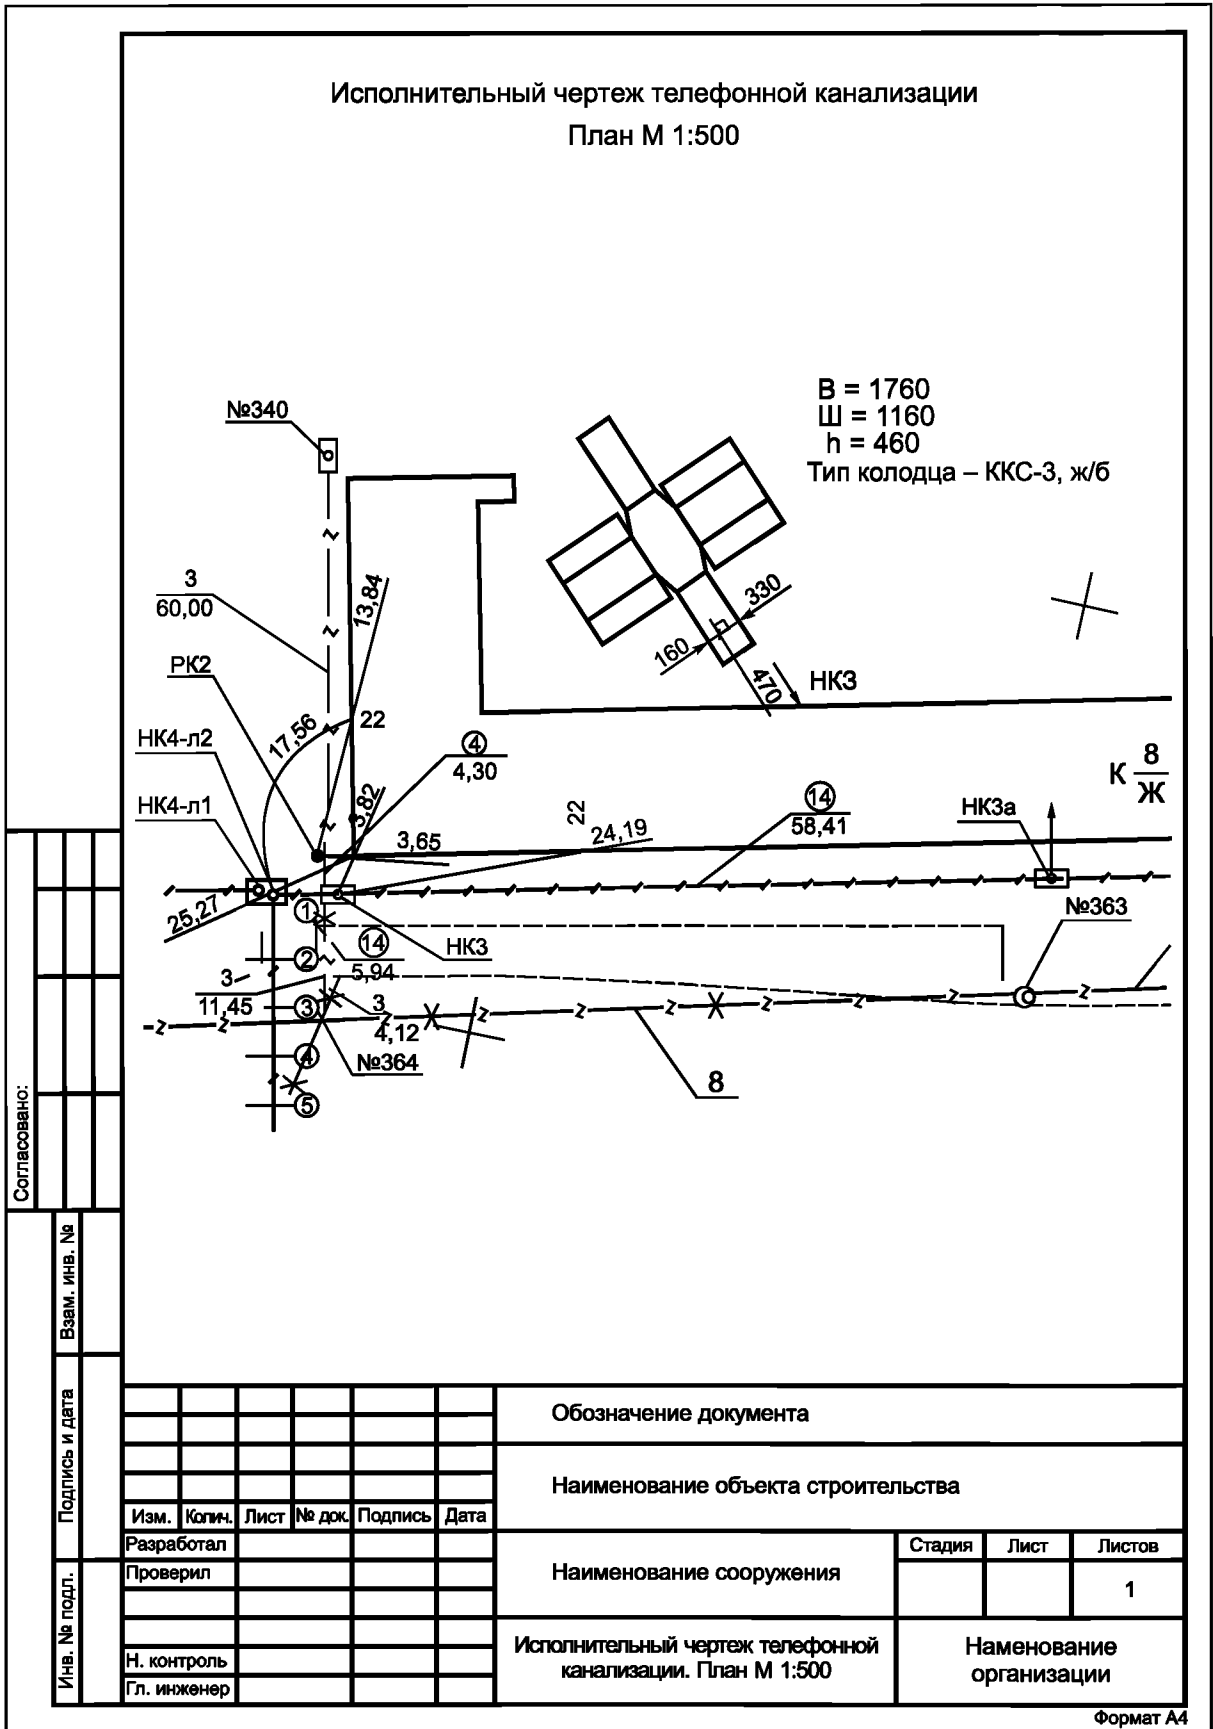 Исполнительный чертеж телефонной канализации
План М 1:500
В = 1760
Ш = 1160
h = 460
Тип колодца – ККС-3, ж/б
№340
3
60,00
13,84
330
160
470
НК3
РК2
22
17,56
НК4-л2
4
4,30
К 8
Ж
3,82
НК4-л1
22
14
58,41
НК3а
24,19
3,65
25,27
1
№363
НК3
14
5,94
2
3
11,45
3
3
4,12
№364
4
8
5
Согласовано:
Взам. инв. №
Подпись и дата
Инв. № подл.
Обозначение документа
Наименование объекта строительства
Изм. Колич. Лист № док. Подпись Дата
Разработал
Проверил
Н. контроль
Гл. инженер
Наименование сооружения
Стадия Лист Листов
1
Исполнительный чертеж телефонной
канализации. План М 1:500
Наменование
организации
Формат А4